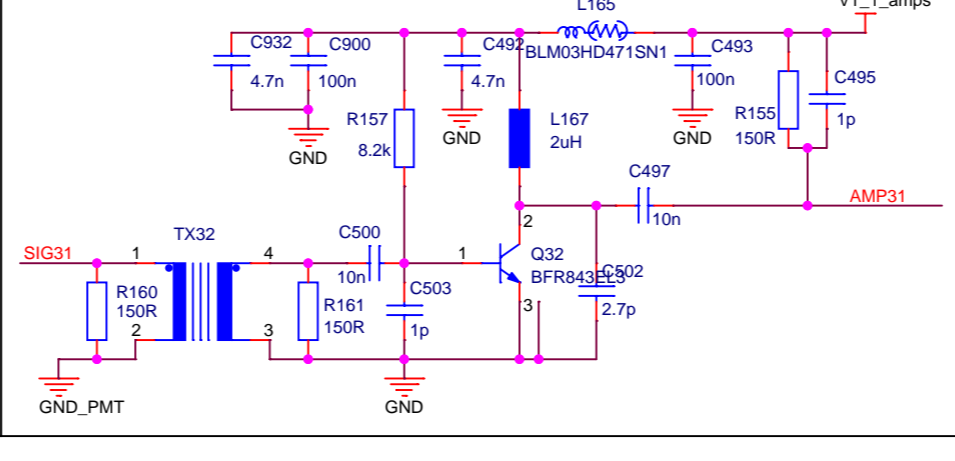 L165
V1_1_amps
C932
C900
C492
BLM03HD471SN1
C493
C495
4.7n
100n
4.7n
100n
1p
R157
8.2k
L167
2uH
R155
150R
GND
GND
GND
C497
10n
AMP31
TX32
C500
10n
2
SIG31
1
4
1
Q32
BFR843EL3
C502
2.7p
R160
150R
R161
150R
C503
1p
3
2
3
GND_PMT
GND